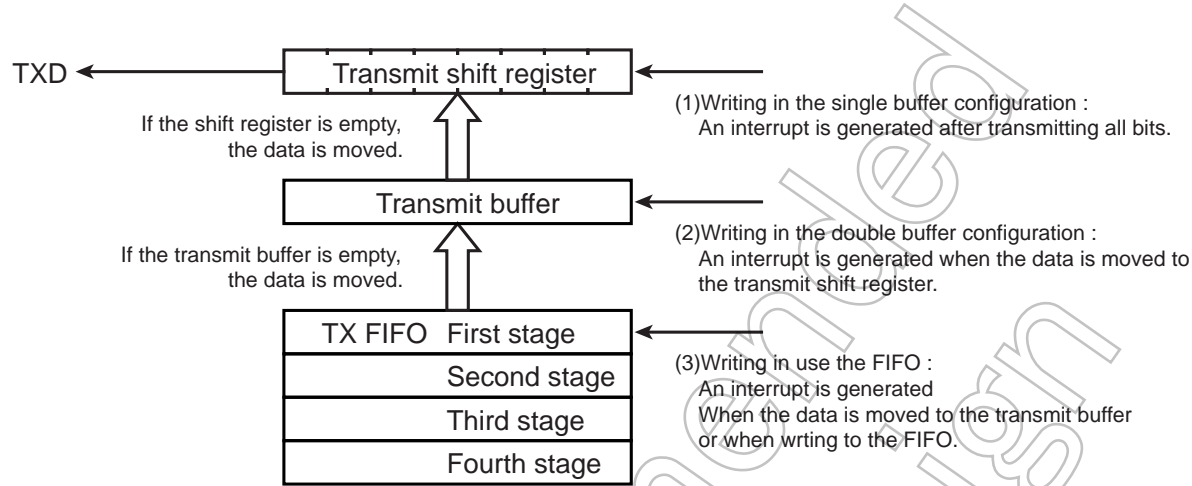 TXD
Transmit shift register
(1)Writing in the single buffer configuration :
An interrupt is generated after transmitting all bits.
If the shift register is empty,
the data is moved.
Transmit buffer
(2)Writing in the double buffer configuration :
An interrupt is generated when the data is moved to
the transmit shift register.
If the transmit buffer is empty,
the data is moved.
TX FIFO First stage
Second stage
Third stage
Fourth stage
(3)Writing in use the FIFO :
An interrupt is generated
When the data is moved to the transmit buffer
or when wrting to the FIFO.